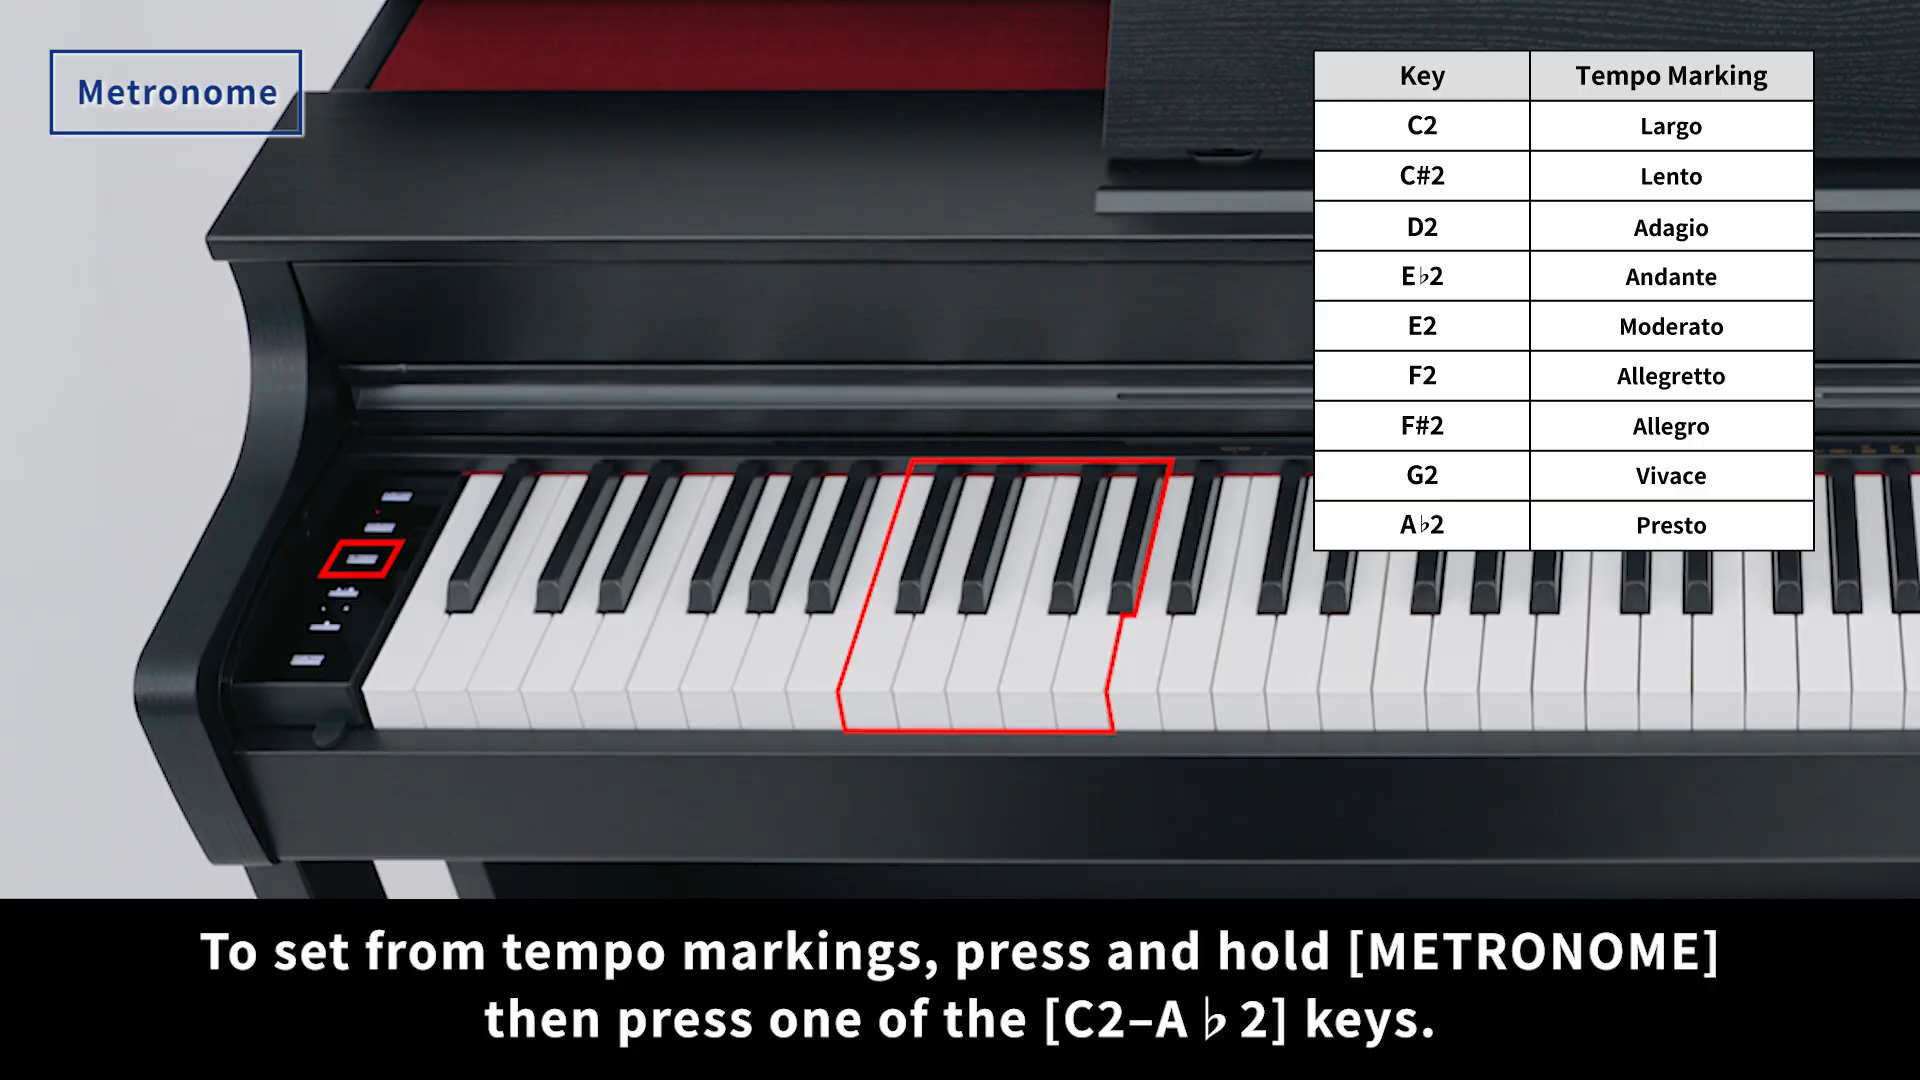 Metronome
Key Tempo Marking
C2 Largo
C#2 Lento
D2 Adagio
E♭2 Andante
E2 Moderato
F2 Allegretto
F#2 Allegro
G2 Vivace
A♭2 Presto
To set from tempo markings, press and hold [METRONOME]
then press one of the [C2–A♭2] keys.